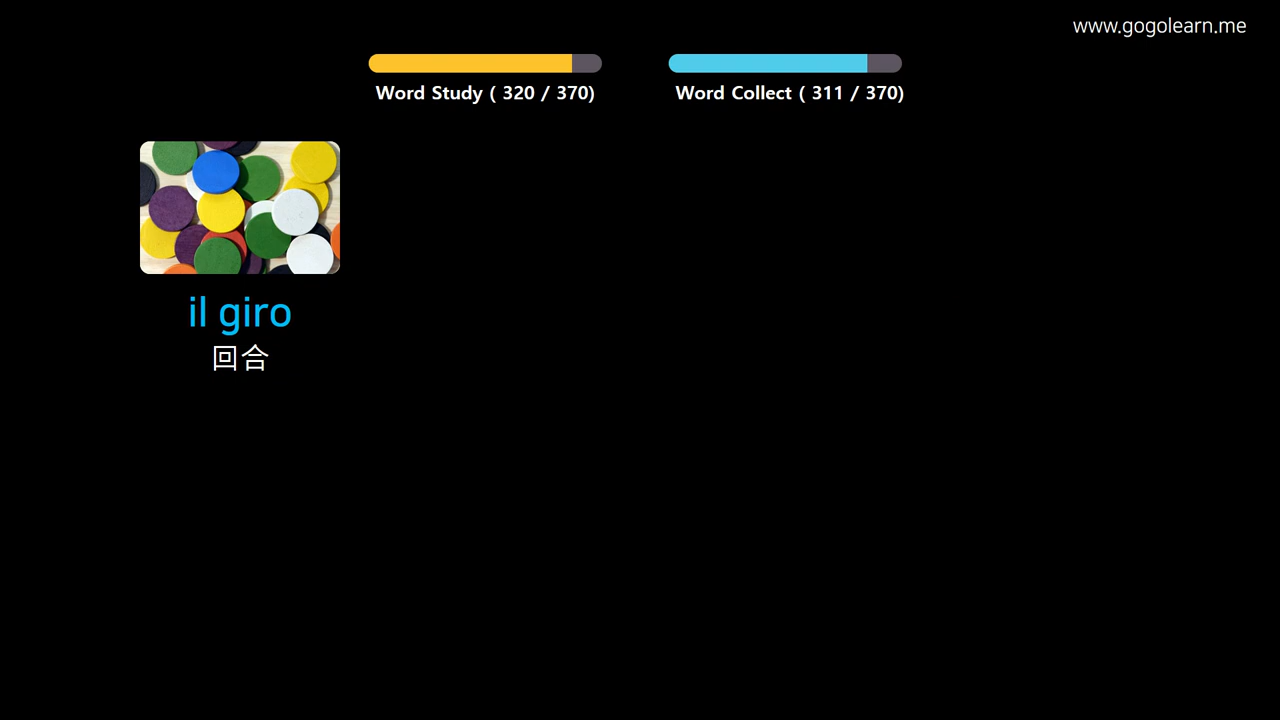 www.gogolearn.me
Word Study ( 320 / 370)
Word Collect ( 311 / 370)
il giro
回合